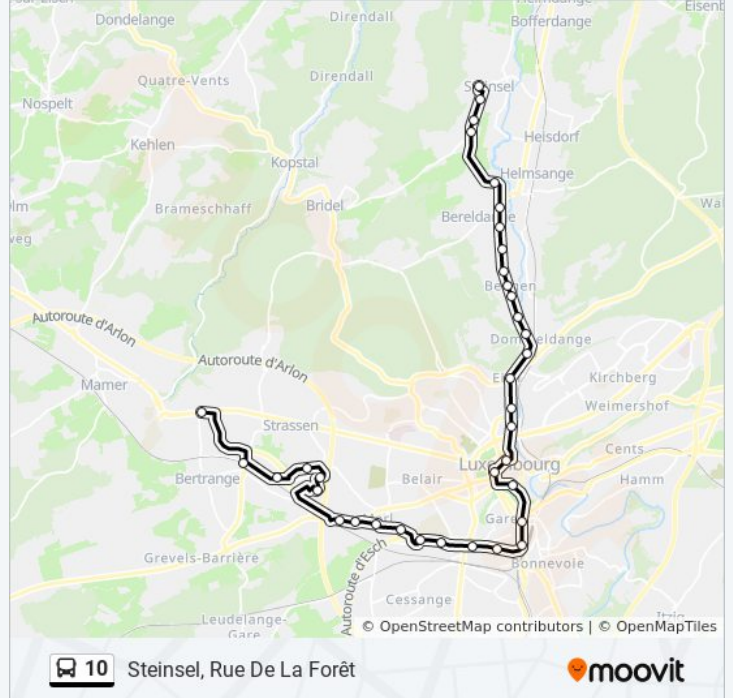 Dondelange
Direndall
Bofferdange
Quatre-Vents
Direndall
Steinsel
Nospelt
Heisdorf
Kehlen
Kopstal
Helmsange
Brameschhaff
Bridel
Bereldange
Autoroute d'Arlon
Dommeldange
Autoroute d'Arlon
Kirchberg
Mamer
Weimershof
Strassen
Cents
Luxembourg
Bertrange
Belair
Hamm
Gare
Grevels-Barrière
Autoroute d'Esch
Bonnevoie
Cessange
Leudelange-
Gare
© OpenStreetMap contributors | © OpenMapTiles
10 Steinsel, Rue De La Forêt
moovit